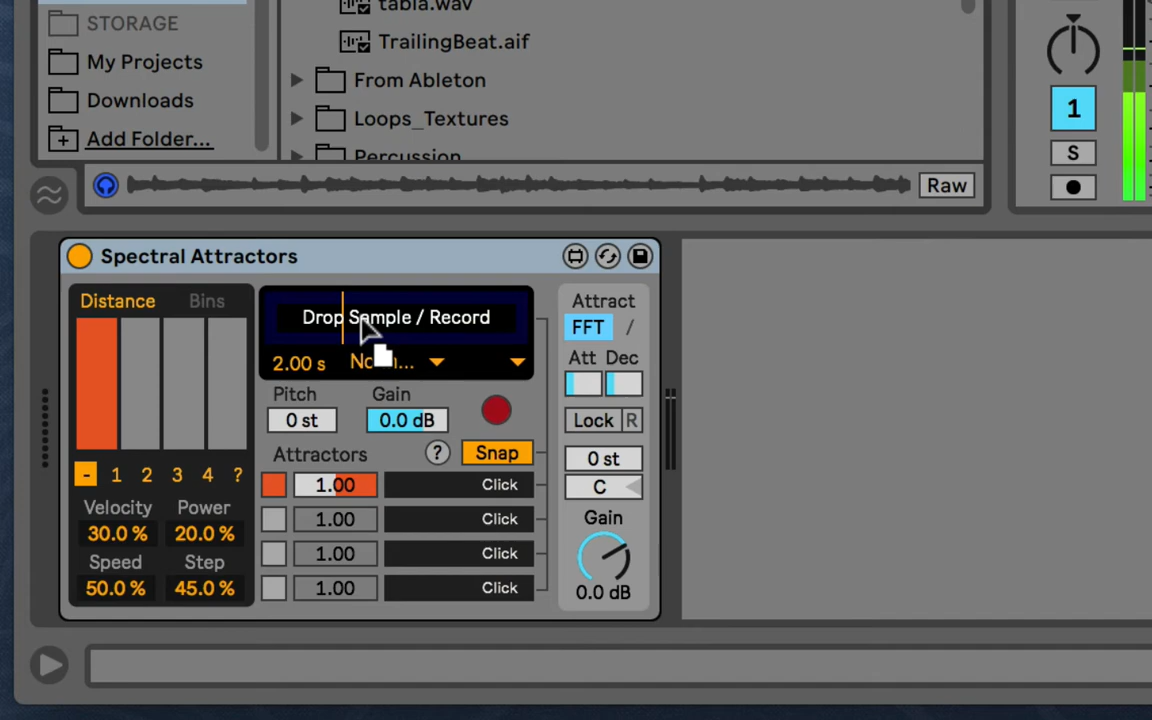 tabla.wav
STORAGE
TrailingBeat.aif
My Projects
From Ableton
Downloads
Loops_Textures
1
Add Folder...
Percussion
S
Raw
Spectral Attractors
Distance Bins
Drop Sample / Record
Attract
FFT /
2.00 s
Att Dec
Pitch Gain
0 st 0.0 dB
Lock R
Attractors ? Snap
0 st
- 1 2 3 4 ?
1.00 Click
C
Velocity Power
30.0 % 20.0 %
1.00 Click
Gain
Speed Step
1.00 Click
50.0 % 45.0 %
1.00 Click
0.0 dB